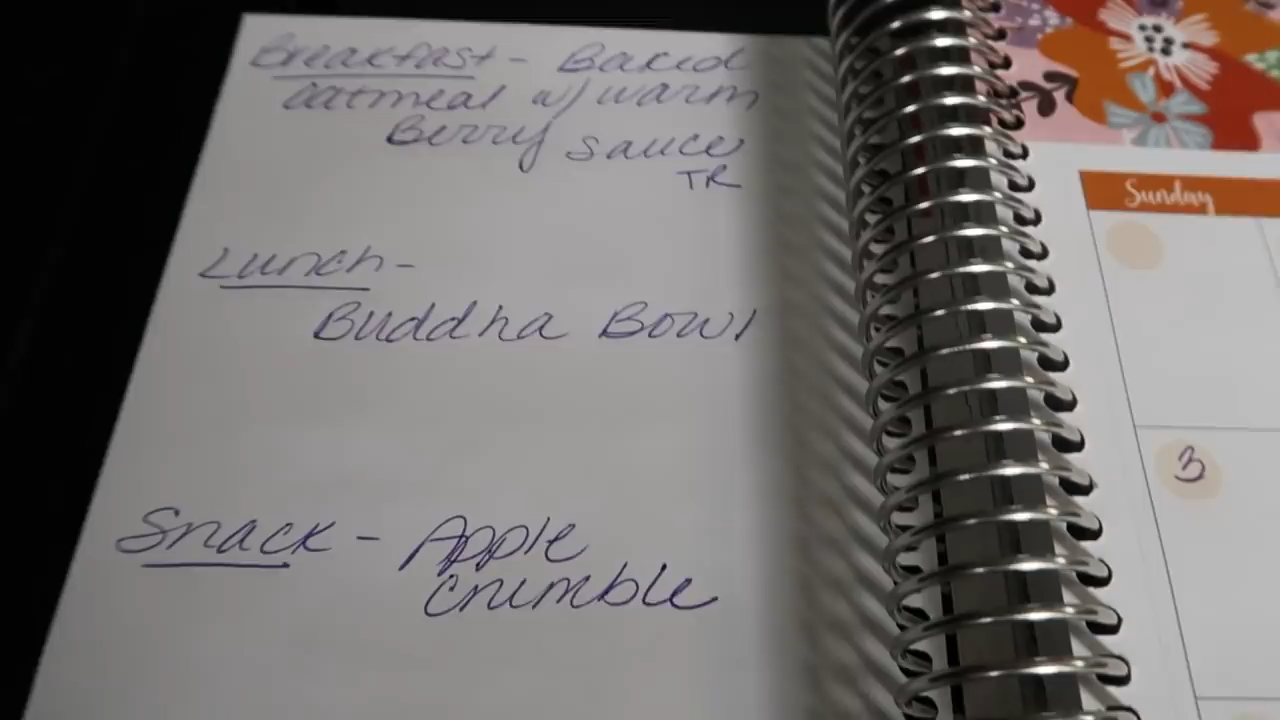 Breakfast - Baked
oatmeal w/ warm
Berry sauce
TR
Lunch -
Buddha Bowl
Snack - Apple
crumble
Sunday
3